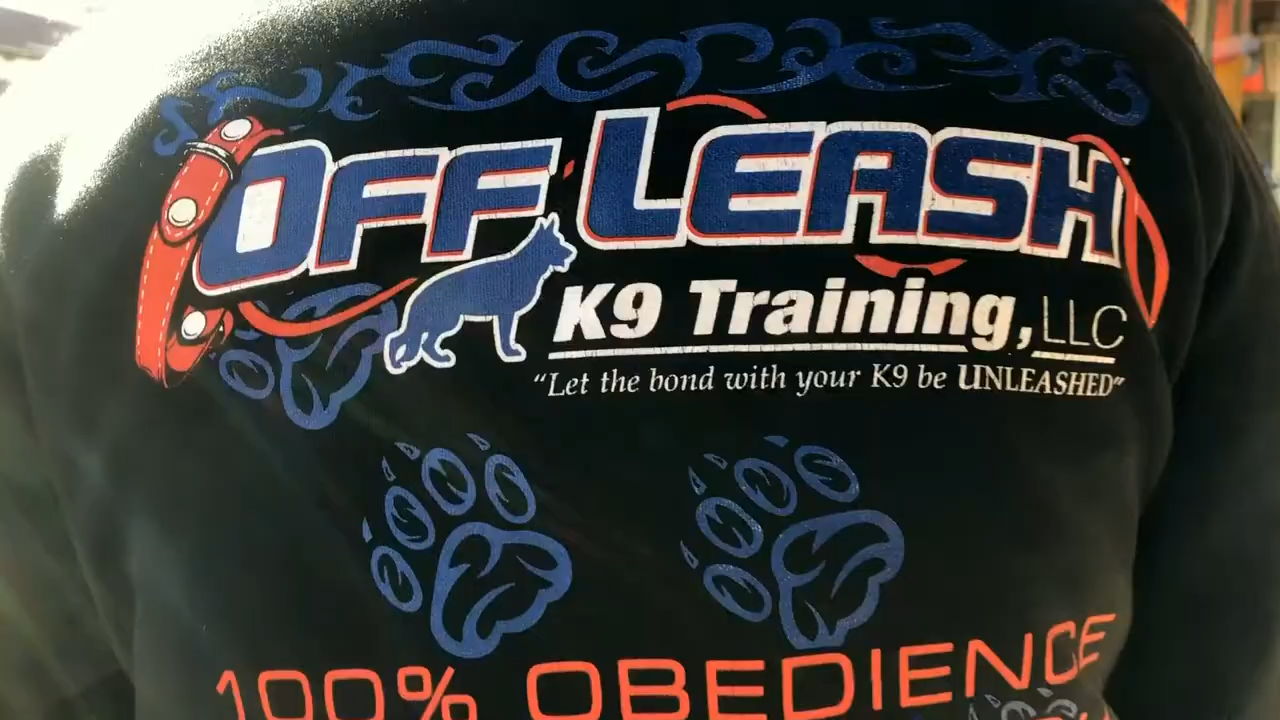 OFF LEASH
K9 Training, LLC
“Let the bond with your K9 be UNLEASHED”
100% OBEDIENCE